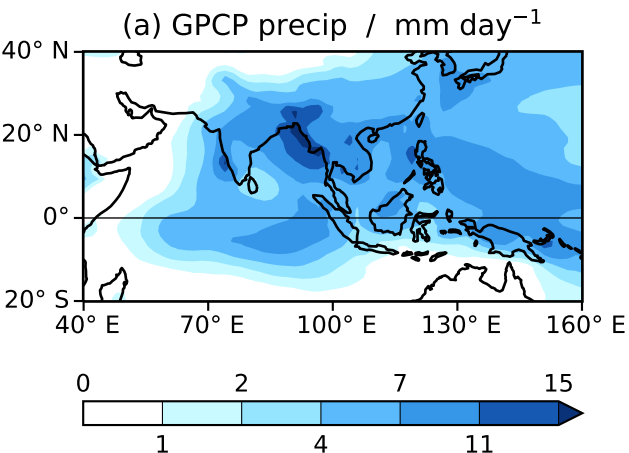 (a) GPCP precip / mm day⁻¹
40° N
20° N
0°
20° S
40° E 70° E 100° E 130° E 160° E
0 2 7 15
1 4 11